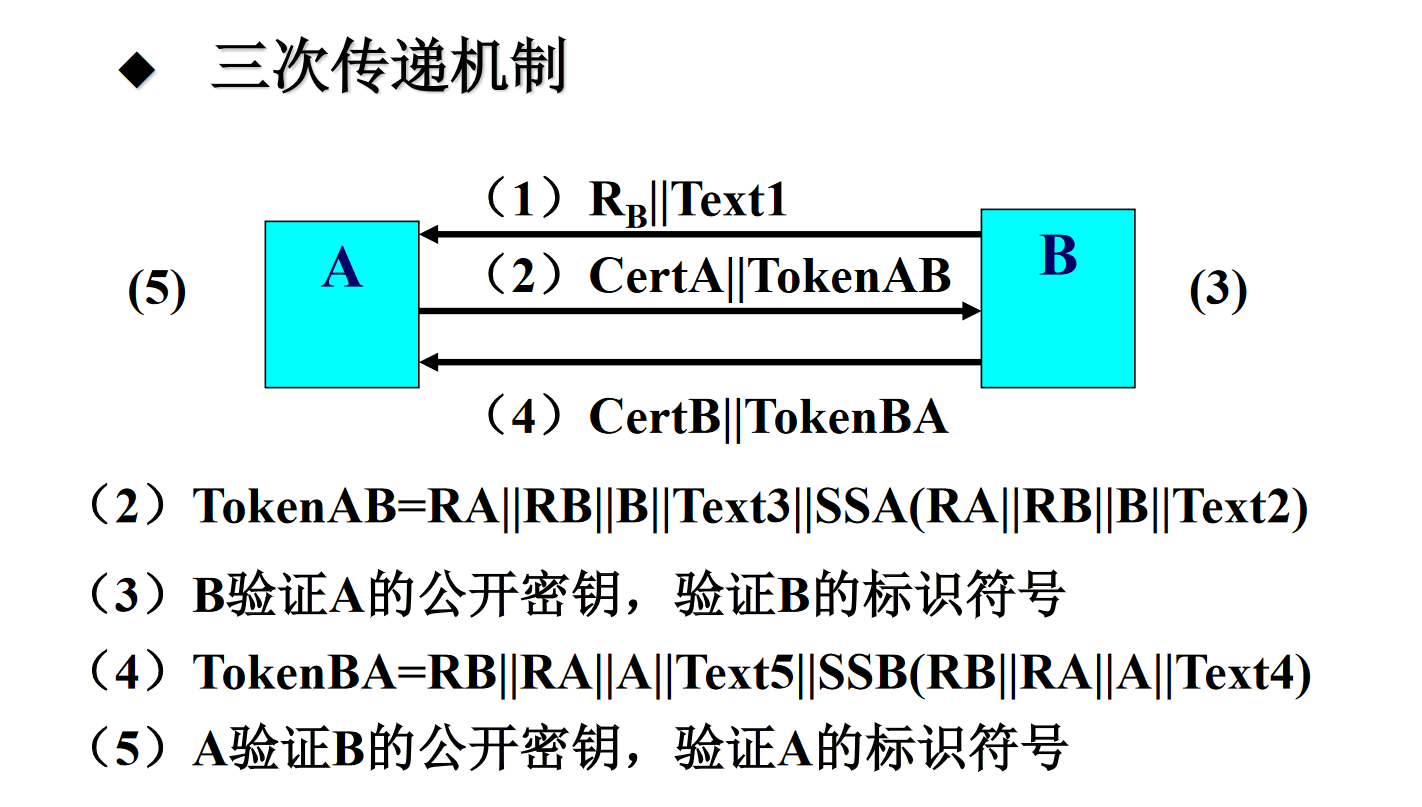 ◆ 三次传递机制
（1）RB||Text1
A
B
(5)
（2）CertA||TokenAB
(3)
（4）CertB||TokenBA
（2）TokenAB=RA||RB||B||Text3||SSA(RA||RB||B||Text2)
（3）B验证A的公开密钥，验证B的标识符号
（4）TokenBA=RB||RA||A||Text5||SSB(RB||RA||A||Text4)
（5）A验证B的公开密钥，验证A的标识符号